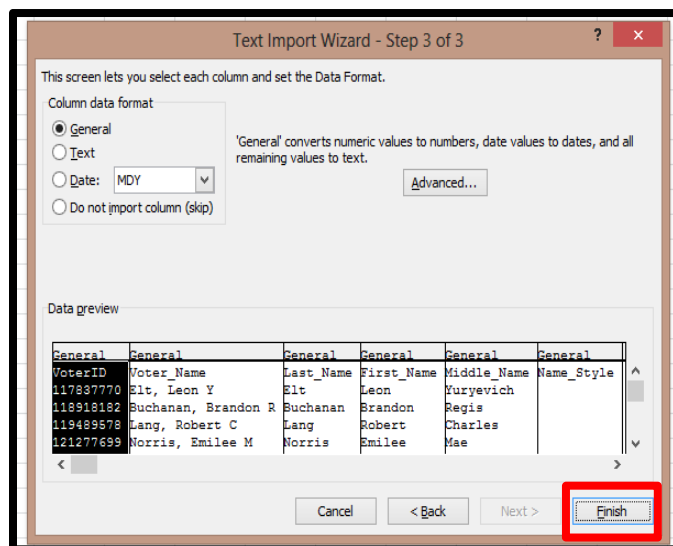 Text Import Wizard - Step 3 of 3
? ×
This screen lets you select each column and set the Data Format.
Column data format
General
Text
Date: MDY
Do not import column (skip)
'General' converts numeric values to numbers, date values to dates, and all
remaining values to text.
Advanced...
Data preview
General General General General General General
VoterID Voter_Name Last_Name First_Name Middle_Name Name_Style
117837770 Elt, Leon Y Elt Leon Yuryevich
118918182 Buchanan, Brandon R Buchanan Brandon Regis
119489578 Lang, Robert C Lang Robert Charles
121277699 Norris, Emilee M Norris Emilee Mae
Cancel < Back Next > Finish